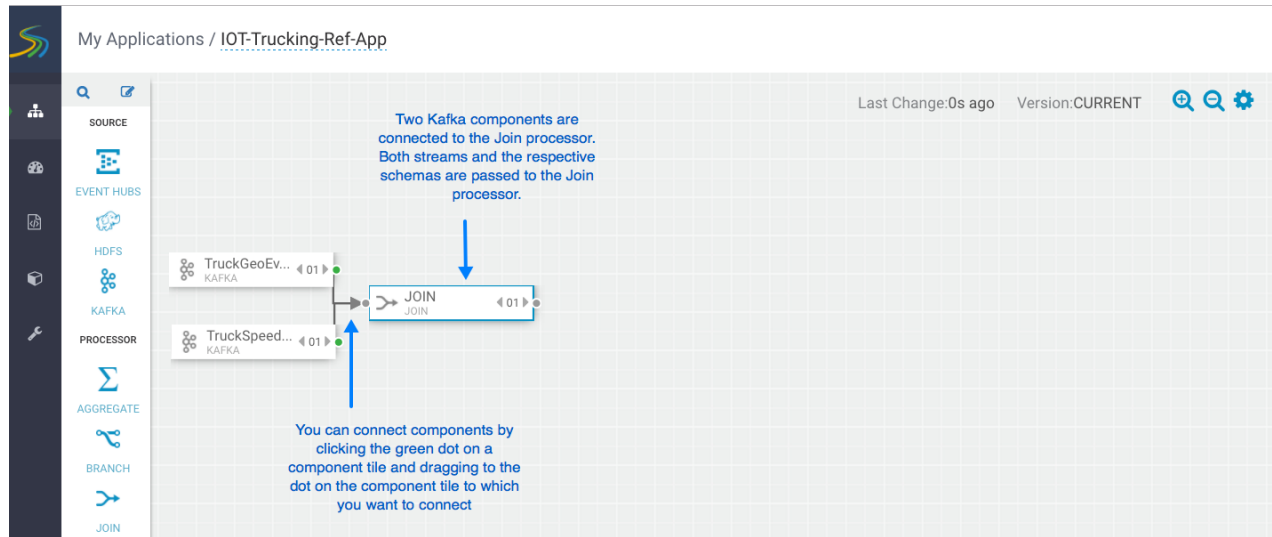 My Applications / IOT-Trucking-Ref-App
Last Change:0s ago Version:CURRENT
SOURCE
EVENT HUBS
HDFS
KAFKA
PROCESSOR
AGGREGATE
BRANCH
JOIN
Two Kafka components are
connected to the Join processor.
Both streams and the respective
schemas are passed to the Join
processor.
TruckGeoEv... 01
KAFKA
JOIN 01
JOIN
TruckSpeed... 01
KAFKA
You can connect components by
clicking the green dot on a
component tile and dragging to the
dot on the component tile to which
you want to connect